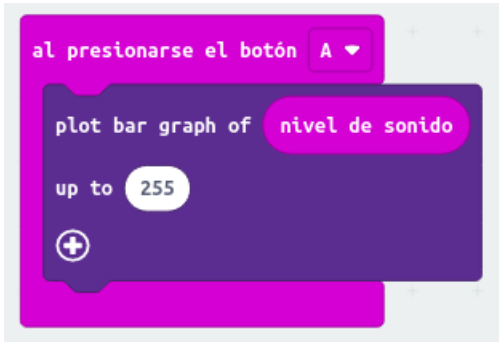 al presionarse el botón A
plot bar graph of nivel de sonido
up to 255